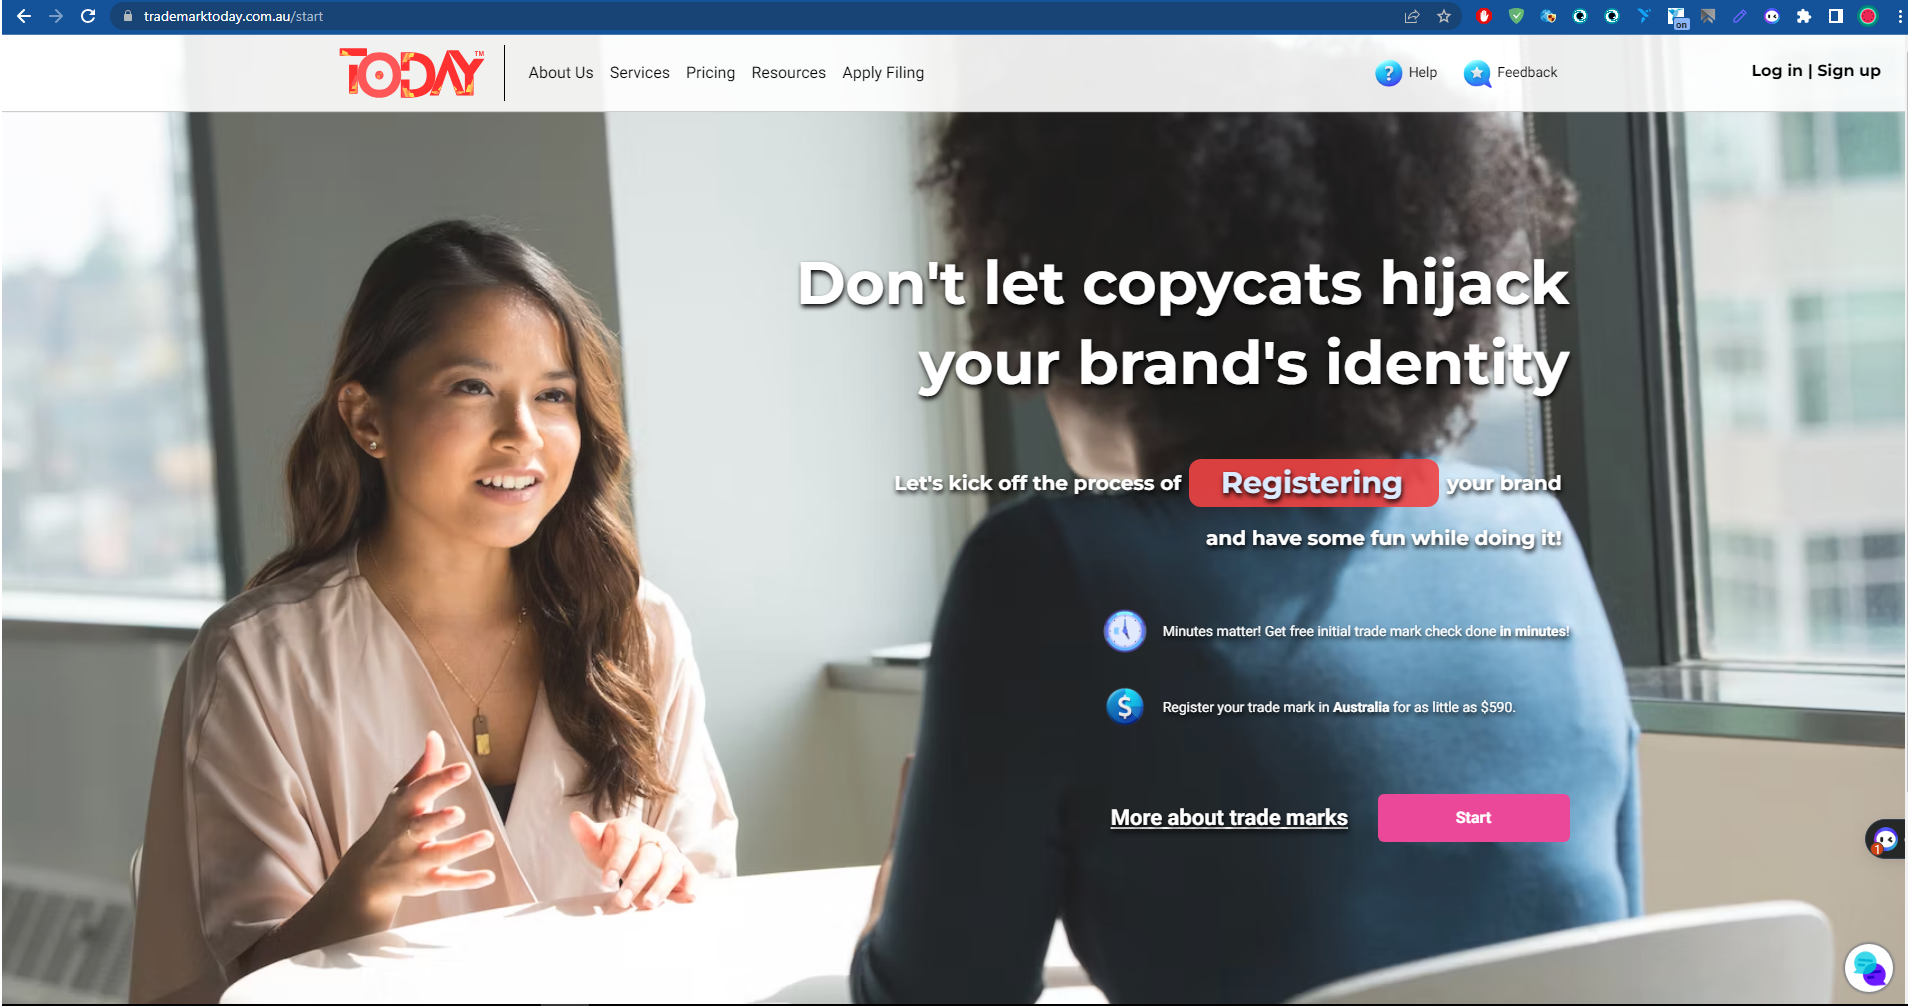 trademarktoday.com.au/start
on
TODAY™
About Us Services Pricing Resources Apply Filing
Help Feedback
Log in | Sign up
Don't let copycats hijack
your brand's identity
Let's kick off the process of Registering your brand
and have some fun while doing it!
Minutes matter! Get free initial trade mark check done in minutes!
$
Register your trade mark in Australia for as little as $590.
More about trade marks Start
1